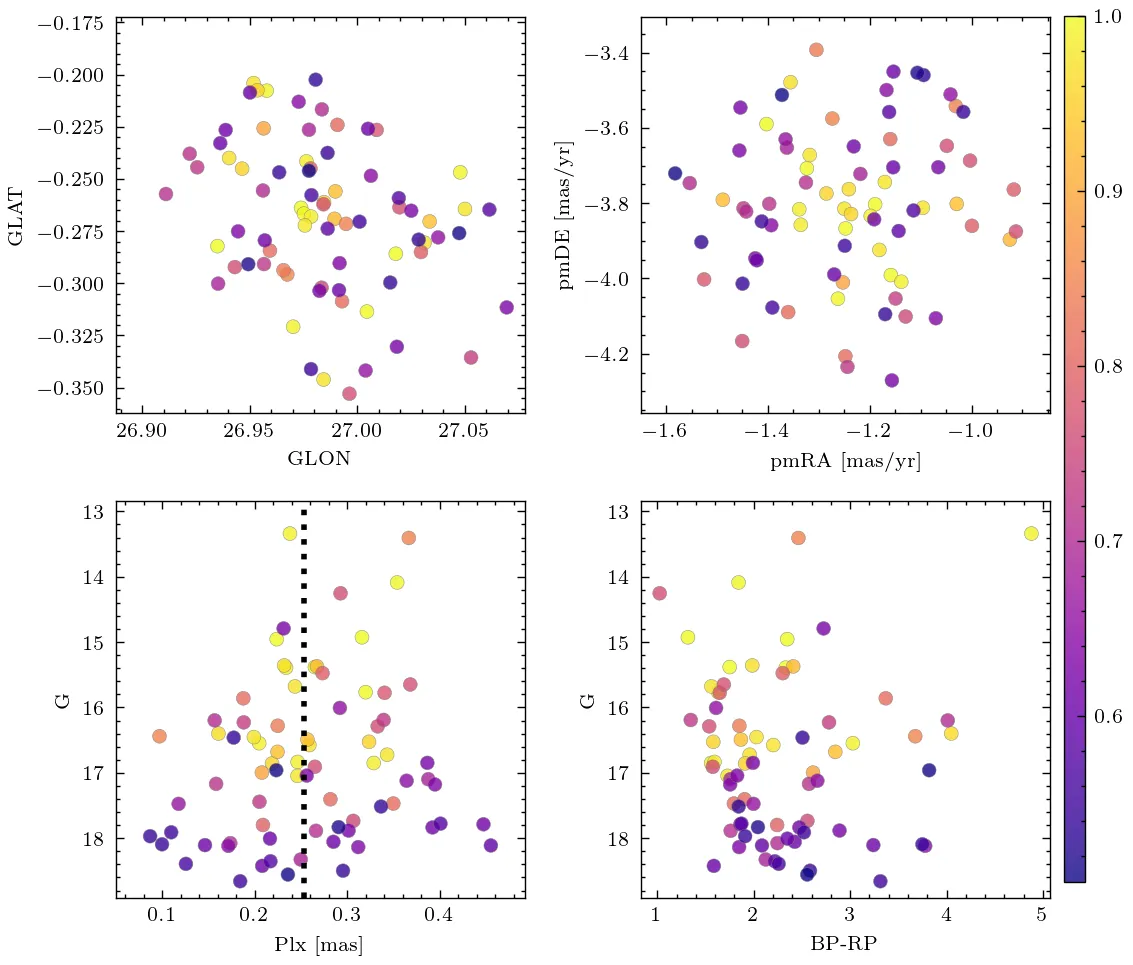 −0.175
−0.200
−0.225
−0.250
−0.275
−0.300
−0.325
−0.350
GLAT
26.90 26.95 27.00 27.05
GLON
−3.4
−3.6
−3.8
−4.0
−4.2
pmDE [mas/yr]
−1.6 −1.4 −1.2 −1.0
pmRA [mas/yr]
13
14
15
16
17
18
G
0.1 0.2 0.3 0.4
Plx [mas]
13
14
15
16
17
18
G
1 2 3 4 5
BP-RP
1.0
0.9
0.8
0.7
0.6